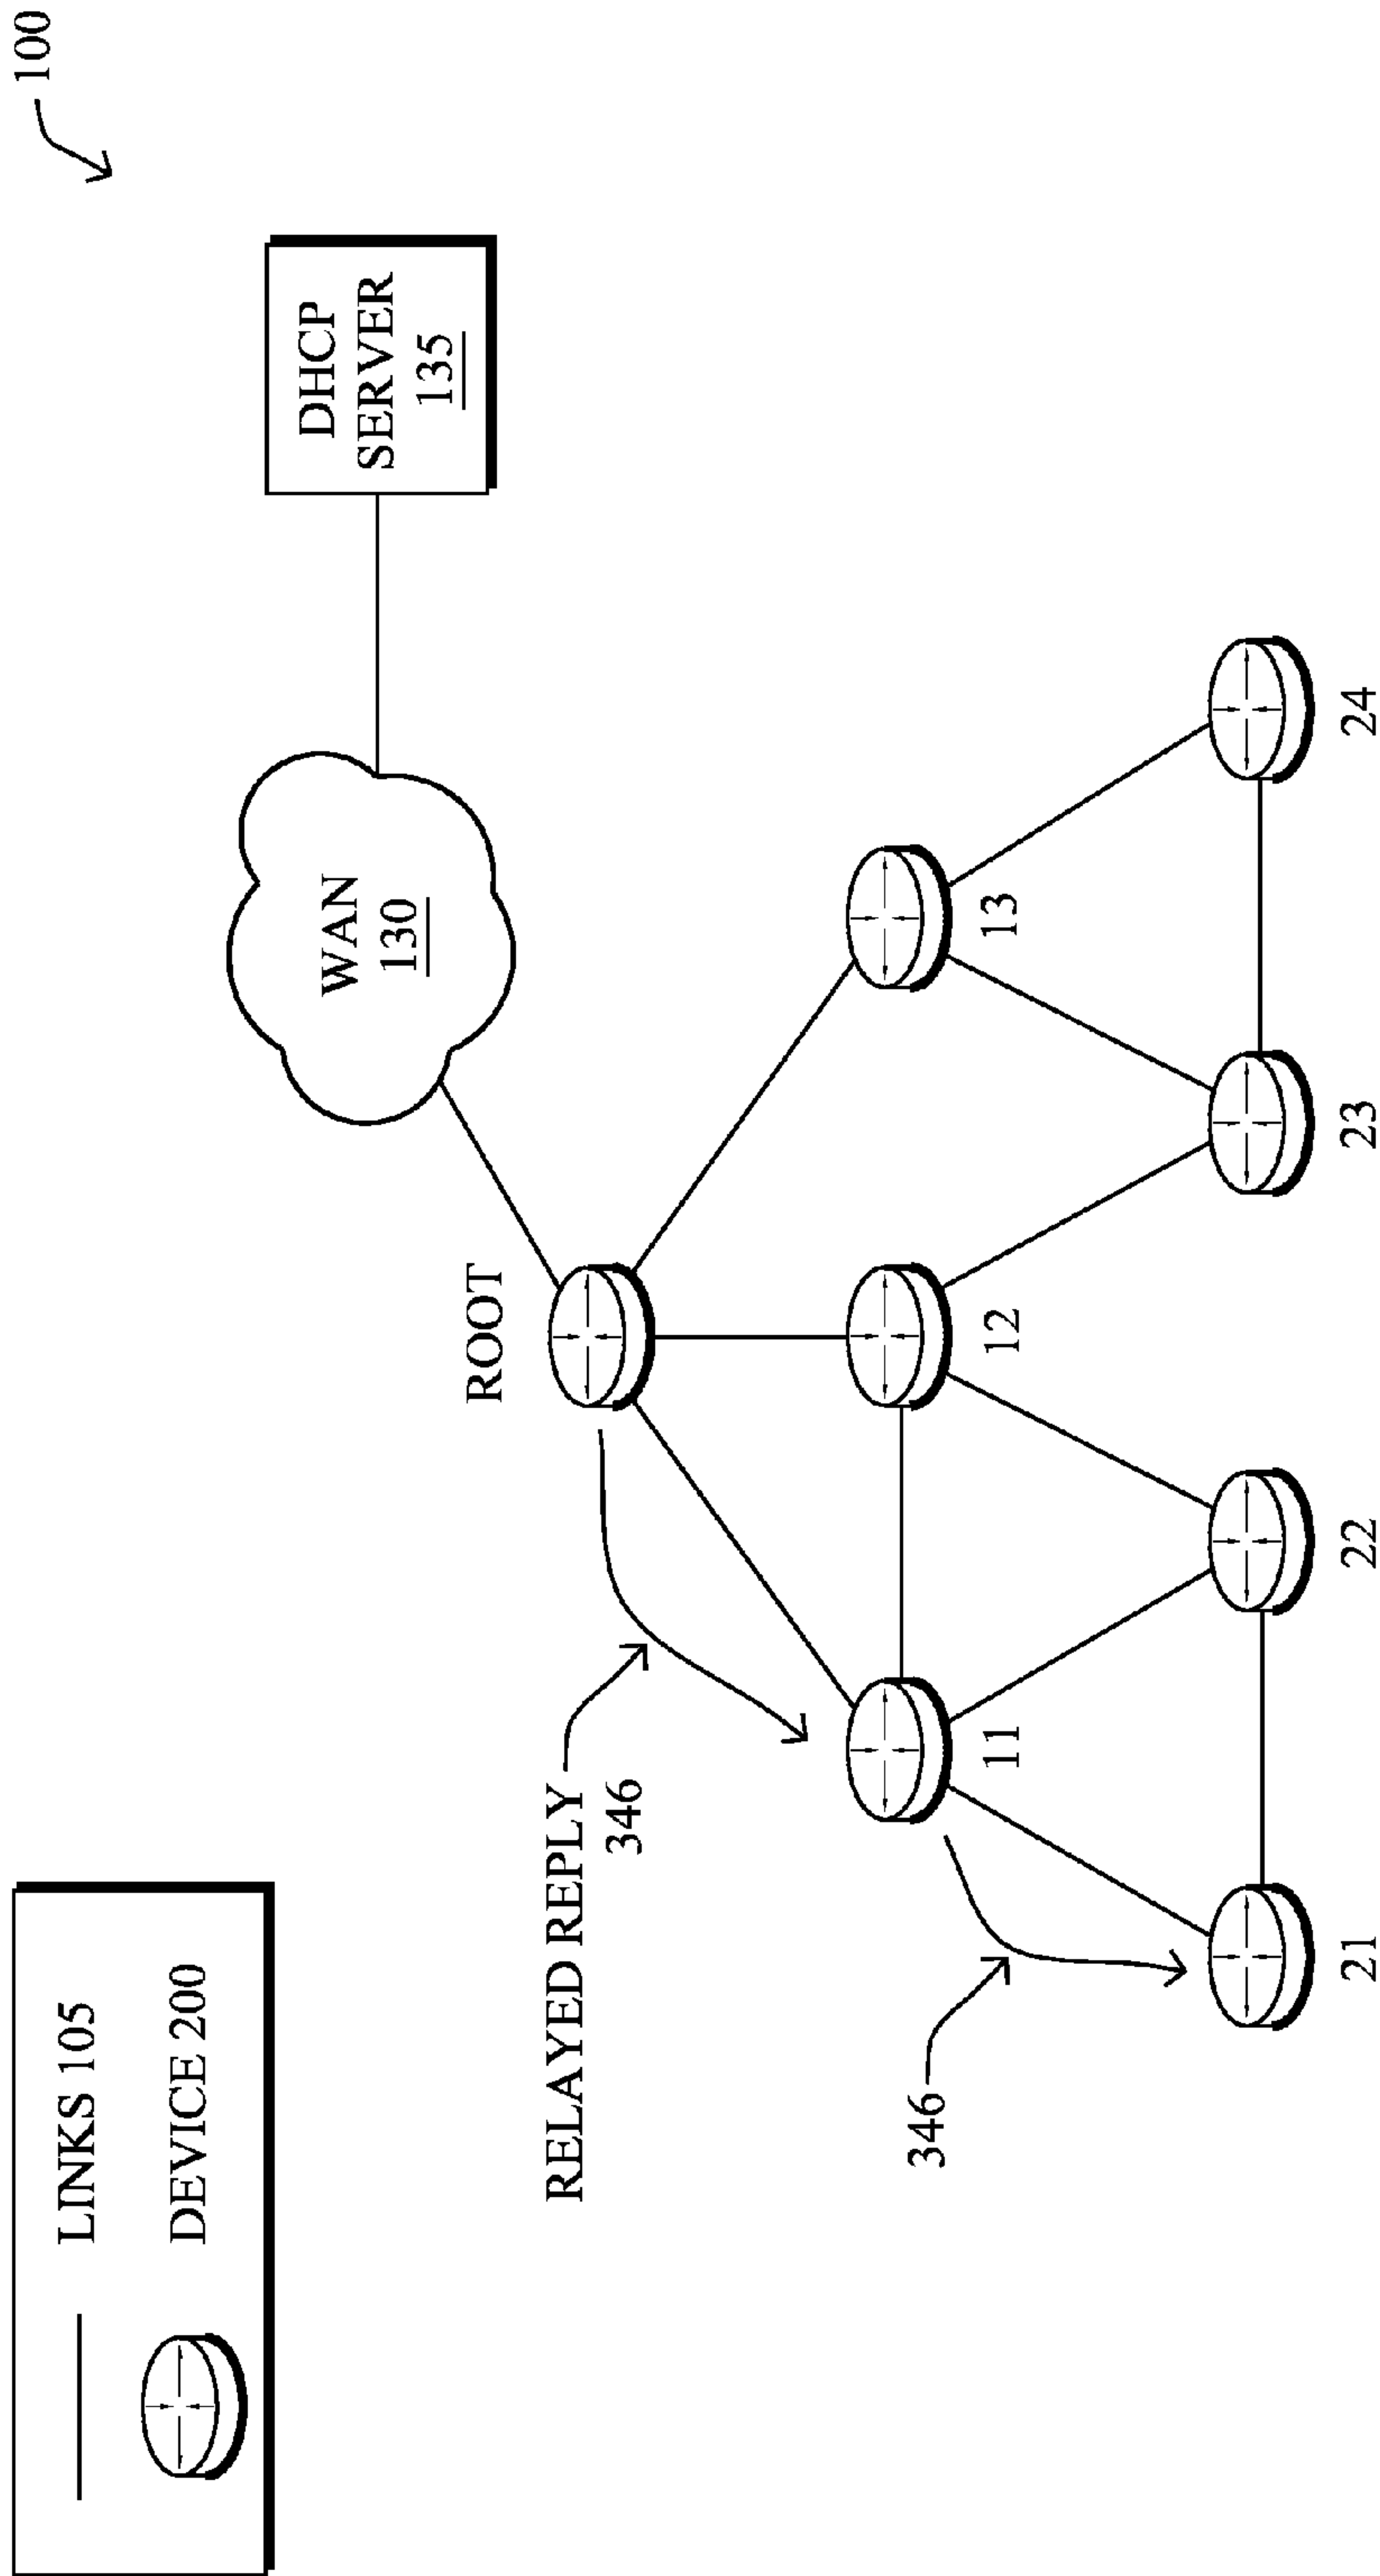 100
LINKS 105
DEVICE 200
DHCP
SERVER
135
WAN
130
ROOT
RELAYED REPLY
346
11
12
13
346
21
22
23
24